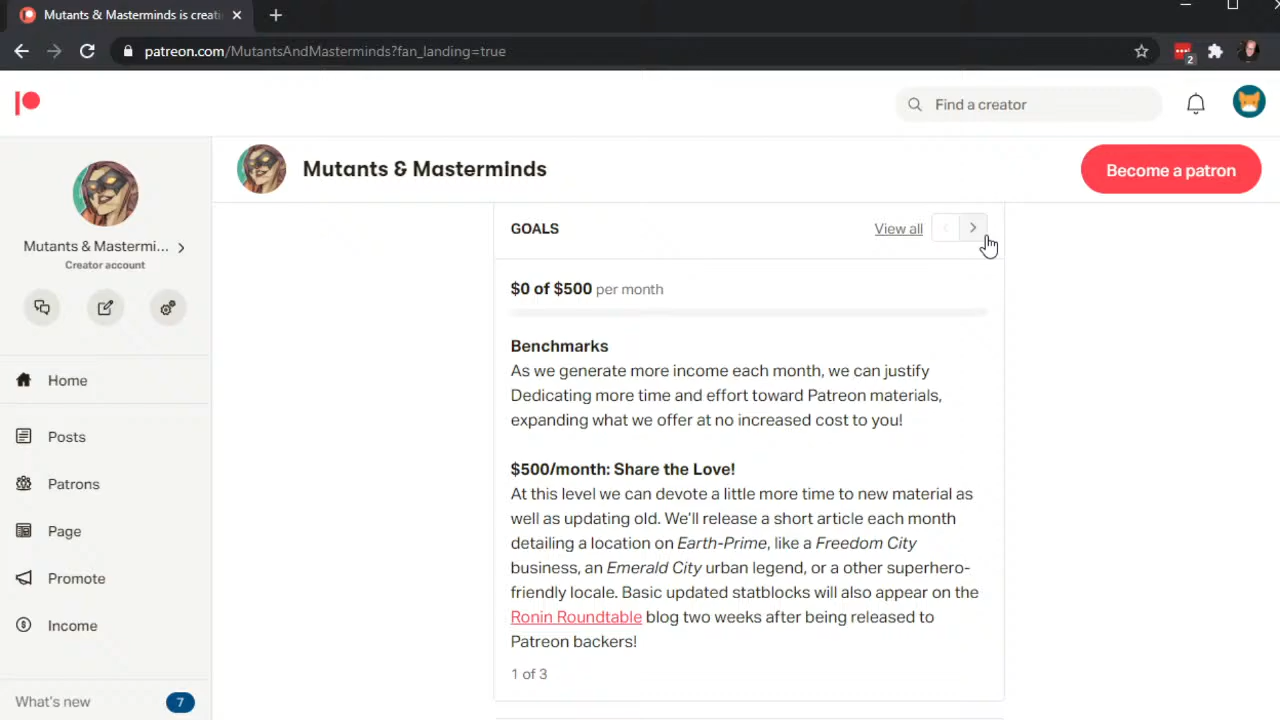 Mutants & Masterminds is creati
patreon.com/MutantsAndMasterminds?fan_landing=true
2
Find a creator
Mutants & Masterminds
Become a patron
Mutants & Mastermi...
Creator account
Home
Posts
Patrons
Page
Promote
Income
What's new
7
GOALS
View all
$0 of $500 per month
Benchmarks
As we generate more income each month, we can justify
Dedicating more time and effort toward Patreon materials,
expanding what we offer at no increased cost to you!
$500/month: Share the Love!
At this level we can devote a little more time to new material as
well as updating old. We'll release a short article each month
detailing a location on Earth-Prime, like a Freedom City
business, an Emerald City urban legend, or a other superhero-
friendly locale. Basic updated statblocks will also appear on the
Ronin Roundtable blog two weeks after being released to
Patreon backers!
1 of 3